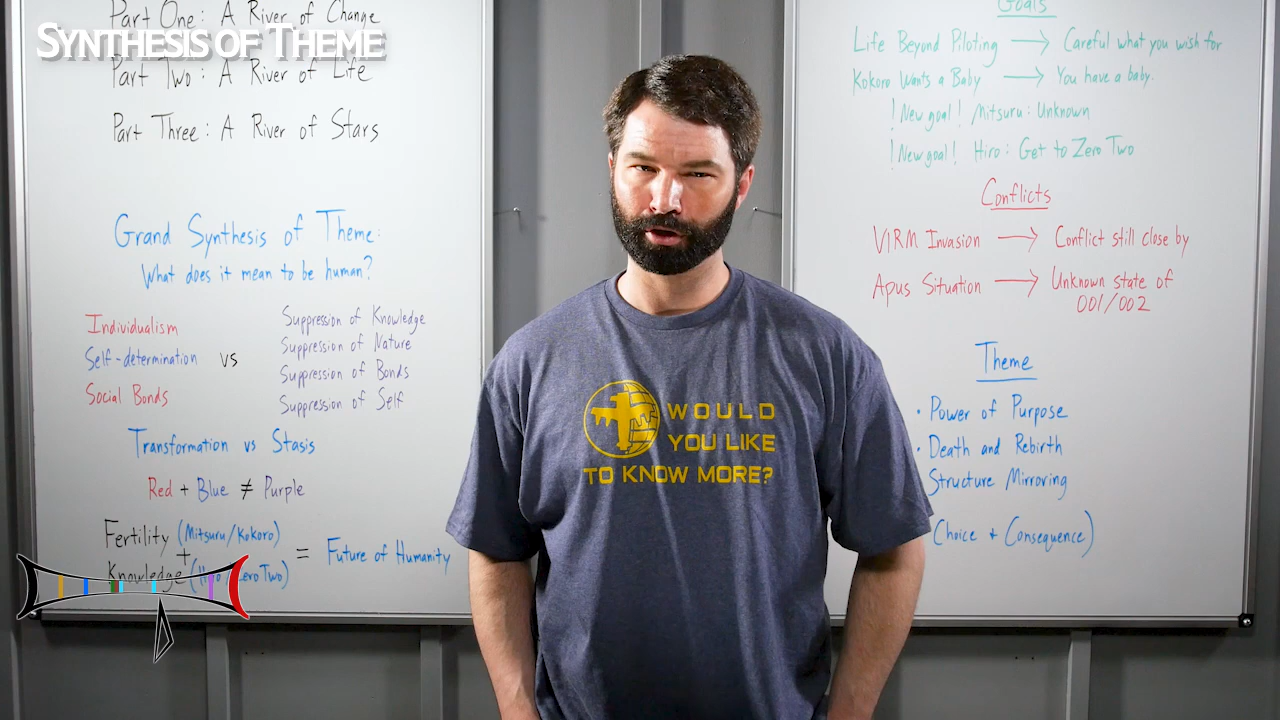 Part One: A River of Change
SYNTHESIS OF THEME
Part Two: A River of Life
Part Three: A River of Stars
Grand Synthesis of Theme:
What does it mean to be human?
Individualism
Self-determination vs
Social Bonds
Suppression of Knowledge
Suppression of Nature
Suppression of Bonds
Suppression of Self
Transformation vs Stasis
Red + Blue ≠ Purple
Fertility (Mitsuru/Kokoro)
+
Knowledge (Hiro/Zero Two)
= Future of Humanity
WOULD
YOU LIKE
TO KNOW MORE?
Goals
Life Beyond Piloting → Careful what you wish for
Kokoro Wants a Baby → You have a baby.
!New goal! Mitsuru: Unknown
!New goal! Hiro: Get to Zero Two
Conflicts
VIRM Invasion → Conflict still close by
Apus Situation → Unknown state of
001/002
Theme
• Power of Purpose
• Death and Rebirth
Structure Mirroring
(Choice + Consequence)